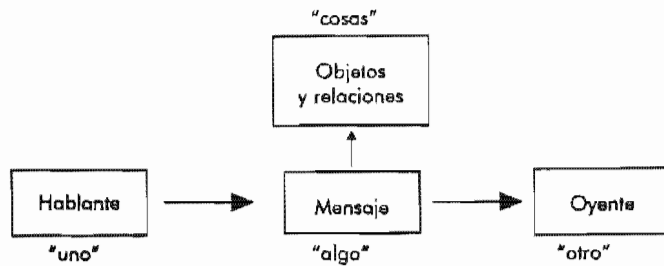 "cosas"
Objetos
y relaciones
Hablante
Mensaje
Oyente
"uno"
"algo"
"otro"